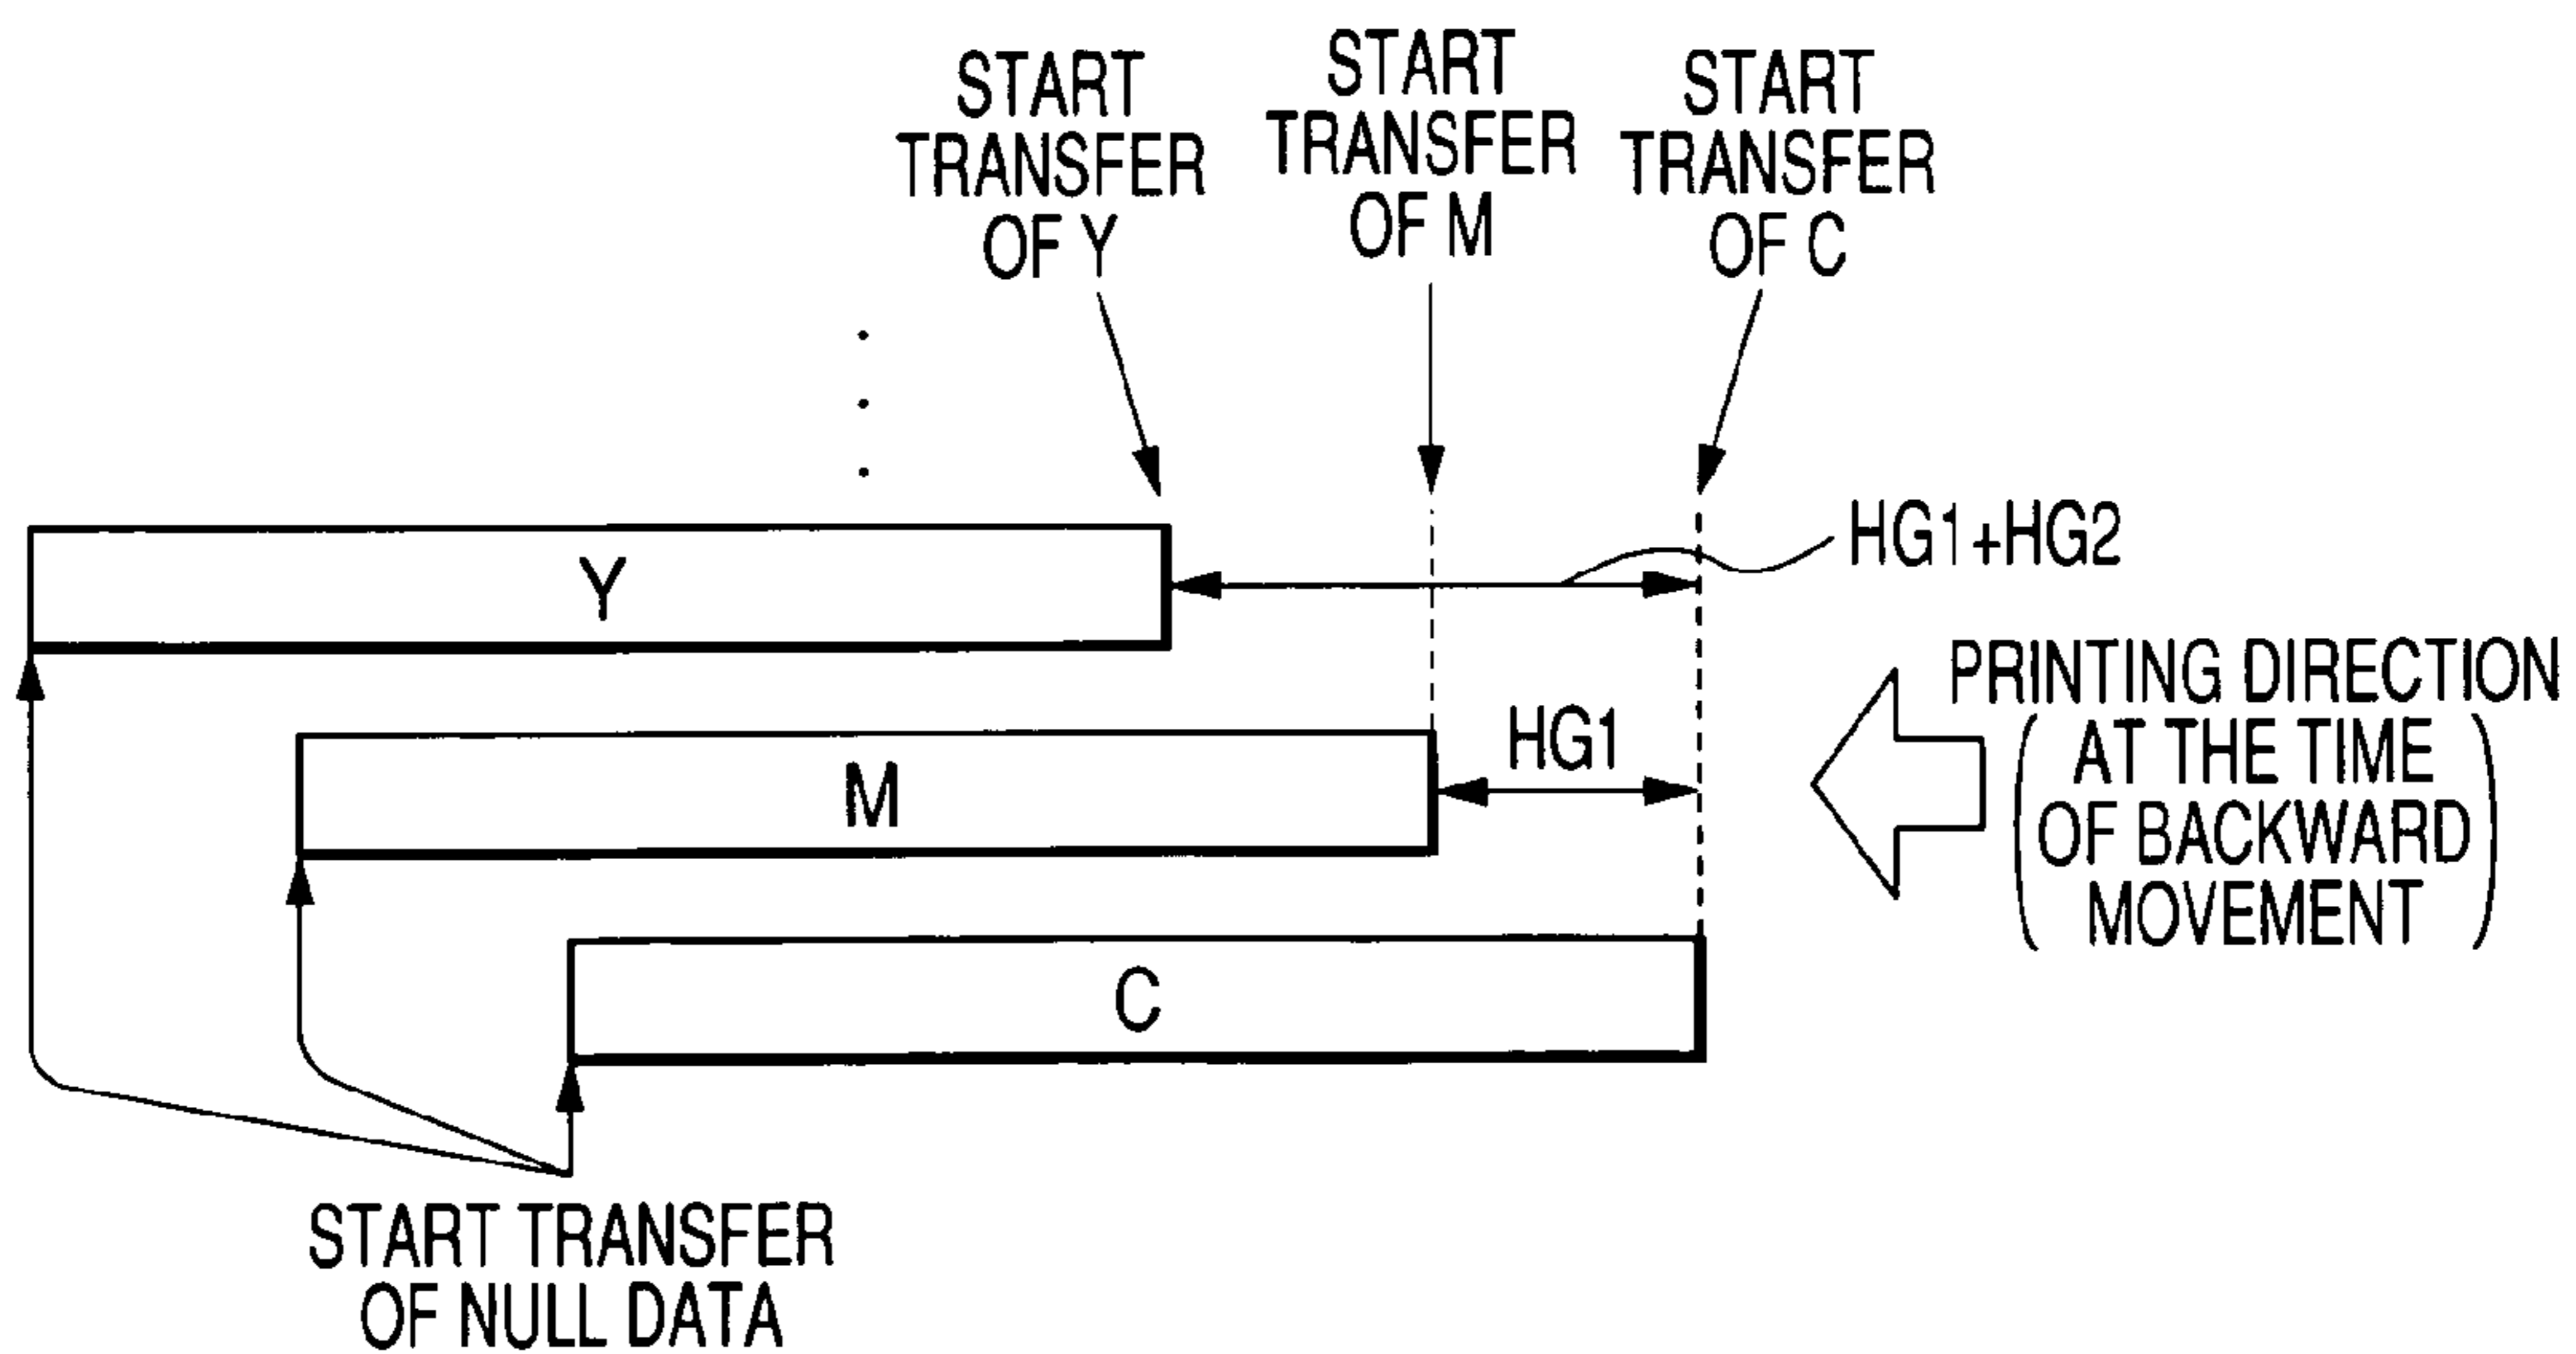 START
TRANSFER
OF Y
START
TRANSFER
OF M
START
TRANSFER
OF C
HG1+HG2
Y
PRINTING DIRECTION
(AT THE TIME
OF BACKWARD
MOVEMENT)
HG1
M
C
START TRANSFER
OF NULL DATA